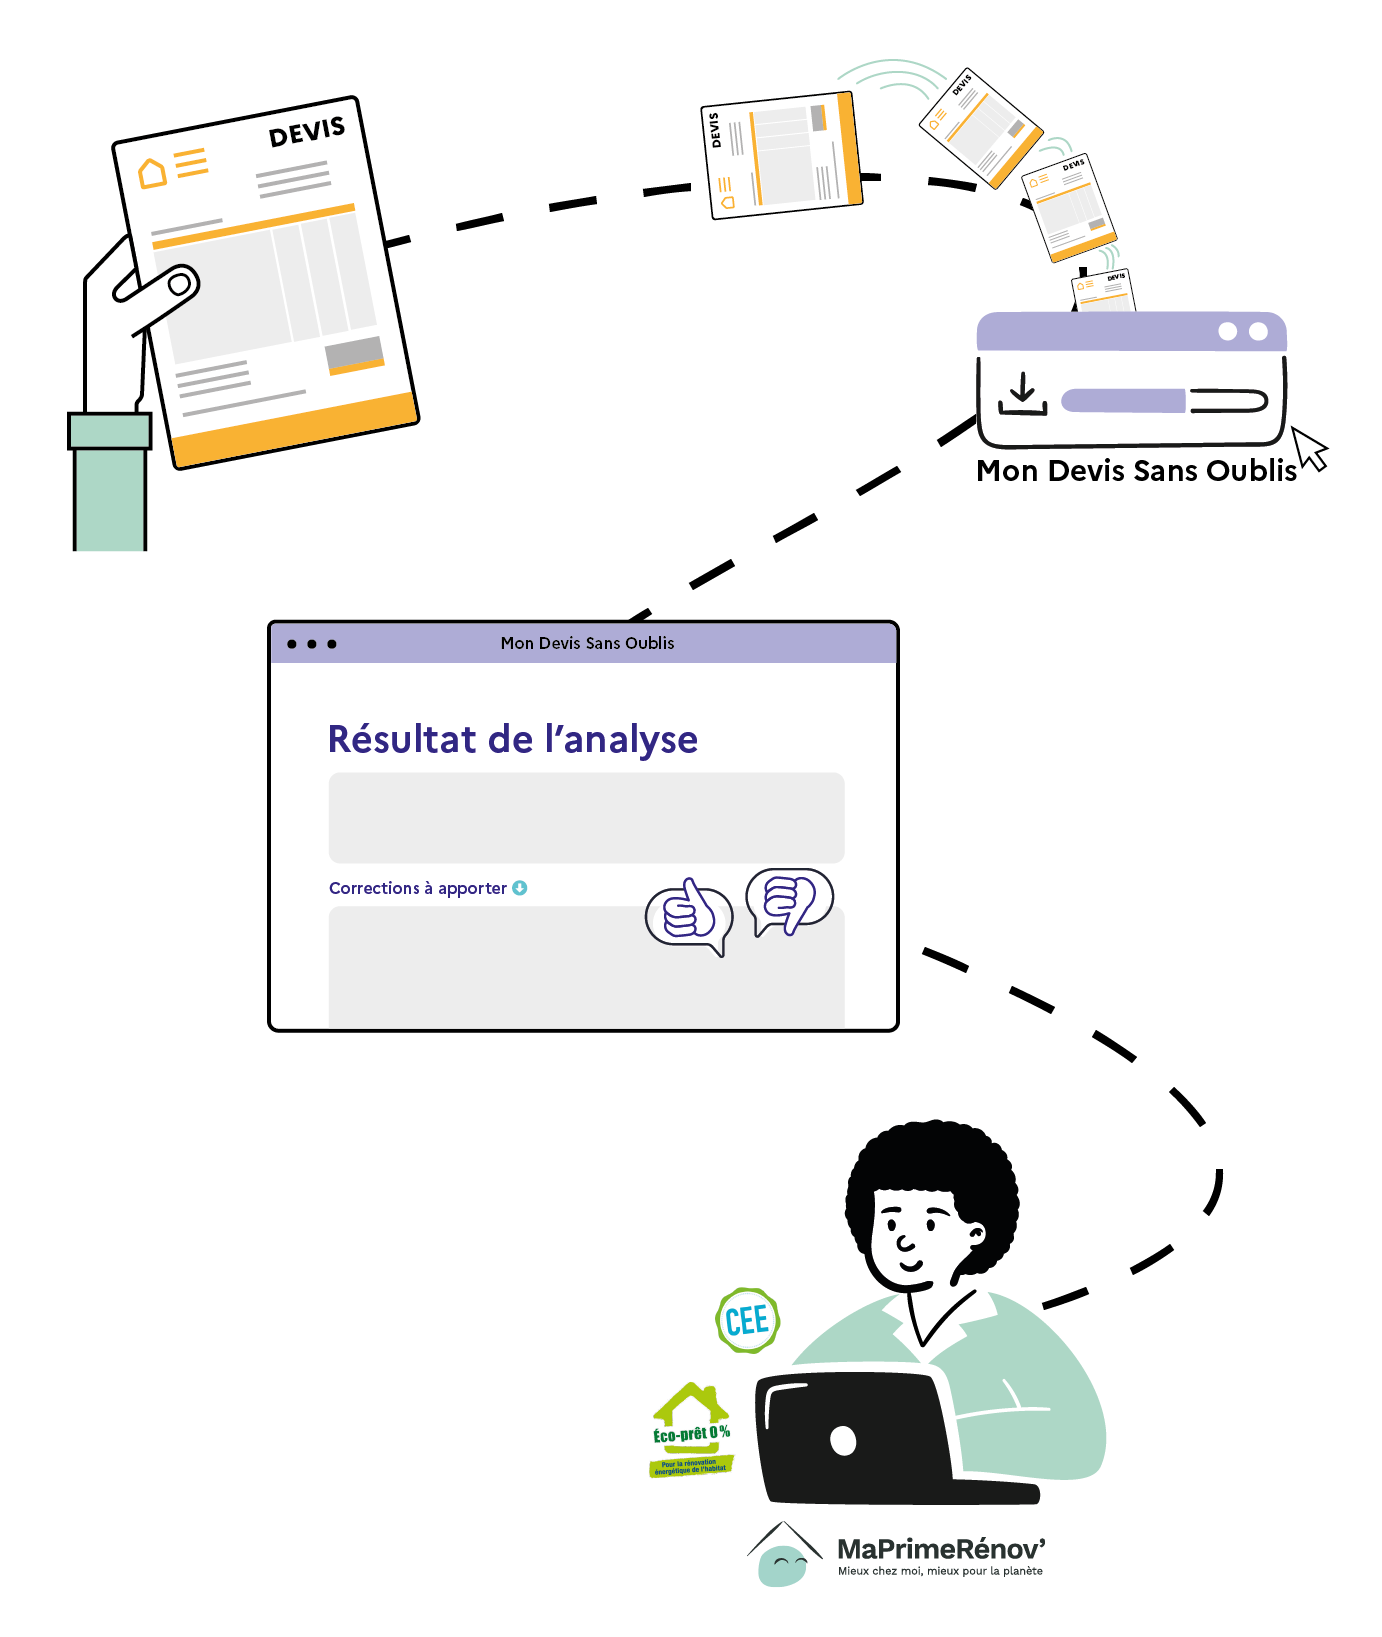 DEVIS
DEVIS
DEVIS
DEVIS
DEVIS
Mon Devis Sans Oublis
Mon Devis Sans Oublis
Résultat de l’analyse
Corrections à apporter
CEE
Éco-prêt 0%
Pour la rénovation
énergétique de l'habitat
MaPrimeRénov’
Mieux chez moi, mieux pour la planète